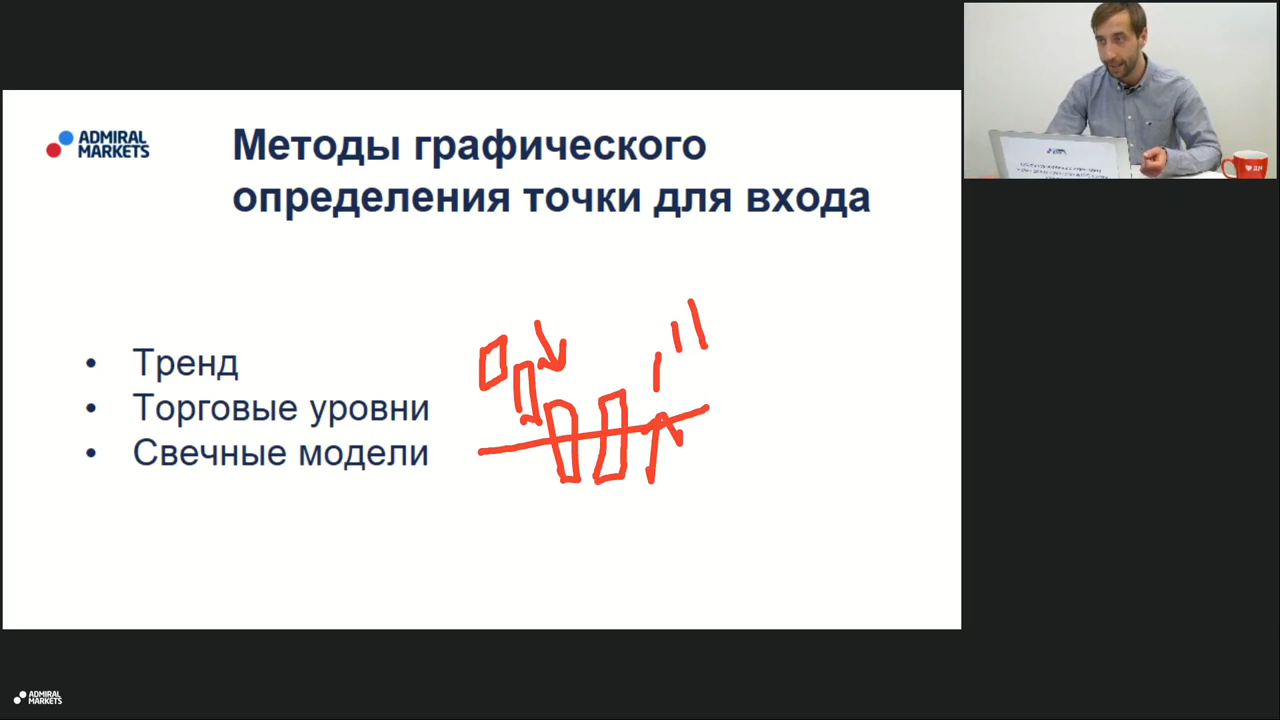 ADMIRAL
MARKETS
Методы графического
определения точки для входа
• Тренд
• Торговые уровни
• Свечные модели
ADMIRAL
MARKETS